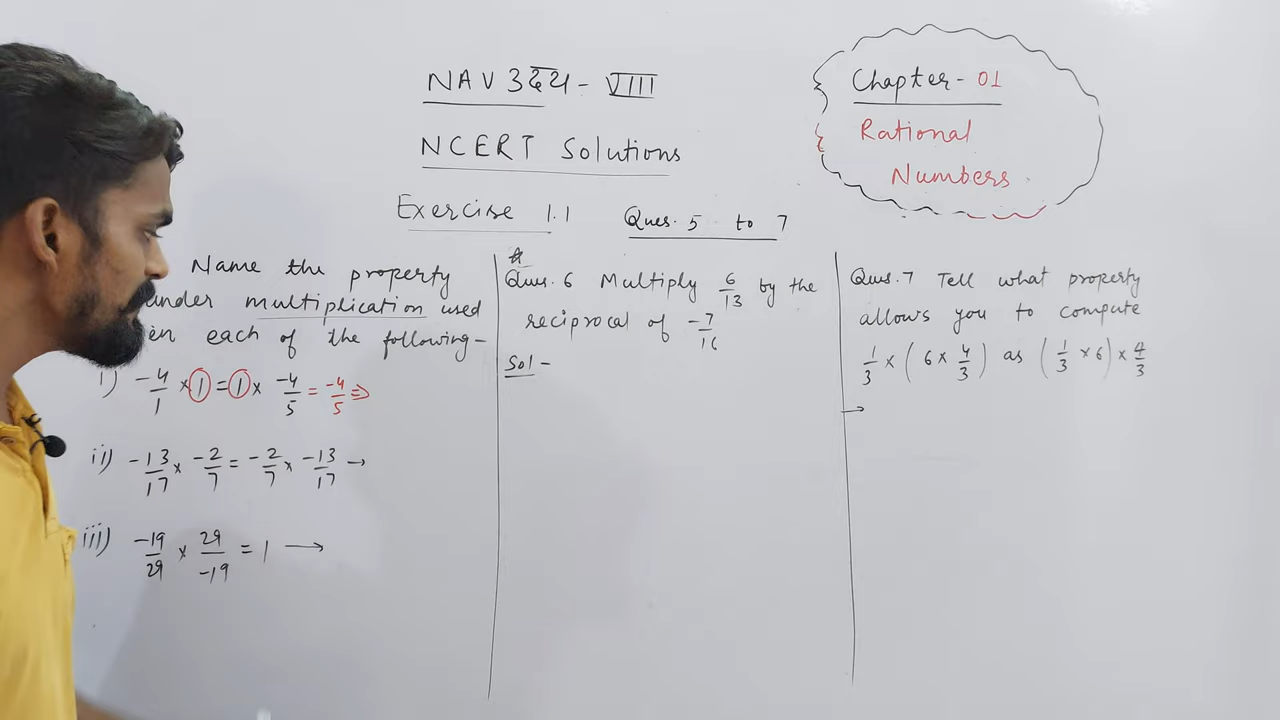 NAV उदय - VIII
NCERT Solutions
Exercise 1.1 Ques. 5 to 7
Chapter - 01
Rational
Numbers
Name the property
under multiplication used
in each of the following-
i) -4/1 × 1 = 1 × -4/5 = -4/5 ⇒
ii) -13/17 × -2/7 = -2/7 × -13/17 →
iii) -19/29 × 29/-19 = 1 →
Ques. 6 Multiply 6/13 by the
reciprocal of -7/16
Sol -
Ques. 7 Tell what property
allows you to compute
1/3 × (6 × 4/3) as (1/3 × 6) × 4/3
→